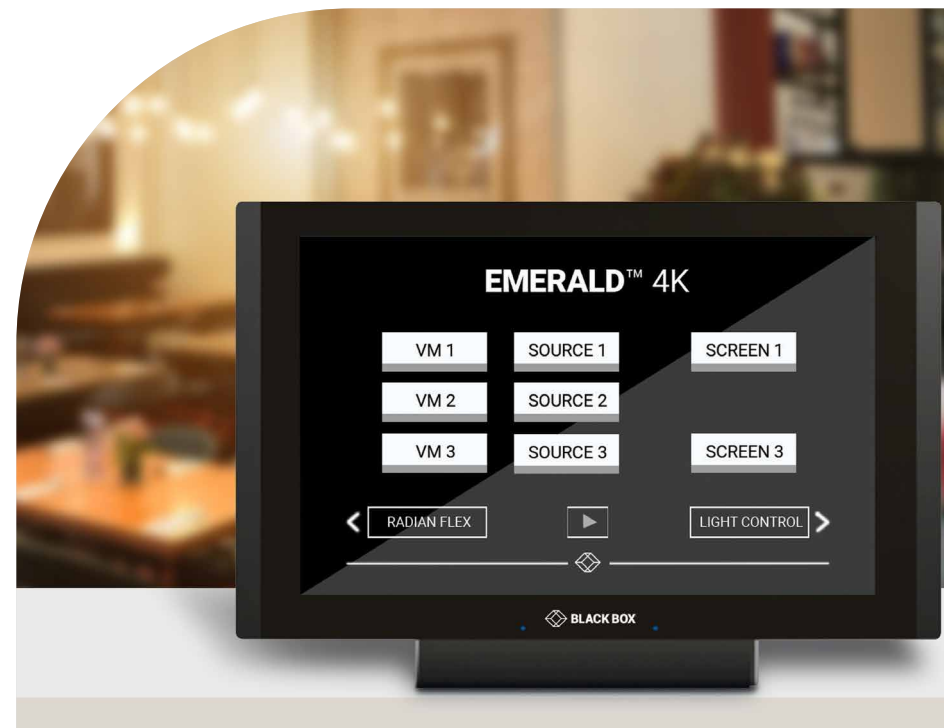 EMERALD™ 4K
VM 1 SOURCE 1 SCREEN 1
VM 2 SOURCE 2
VM 3 SOURCE 3 SCREEN 3
RADIAN FLEX LIGHT CONTROL
BLACK BOX